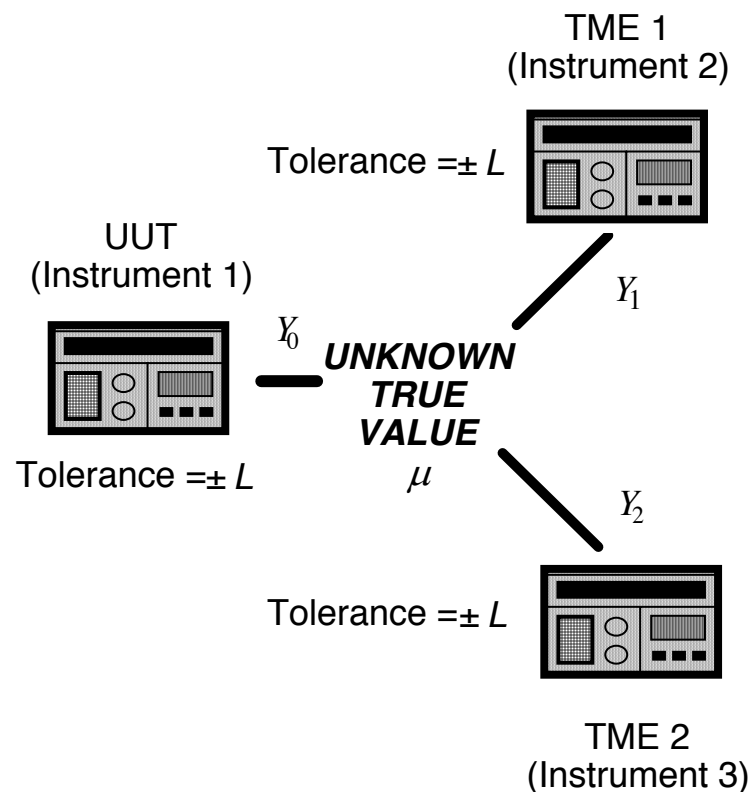 TME 1
(Instrument 2)
Tolerance =± L
UUT
(Instrument 1)
Y₁
Y₀
UNKNOWN
TRUE
VALUE
μ
Tolerance =± L
Y₂
Tolerance =± L
TME 2
(Instrument 3)